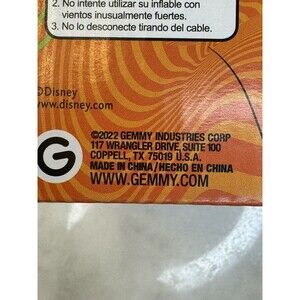 2. No intente utilizar su inflable con
vientos inusualmente fuertes.
3. No lo desconecte tirando del cable.
©Disney
www.disney.com
G
©2022 GEMMY INDUSTRIES CORP
117 WRANGLER DRIVE, SUITE 100
COPPELL, TX 75019 U.S.A.
MADE IN CHINA/HECHO EN CHINA
WWW.GEMMY.COM